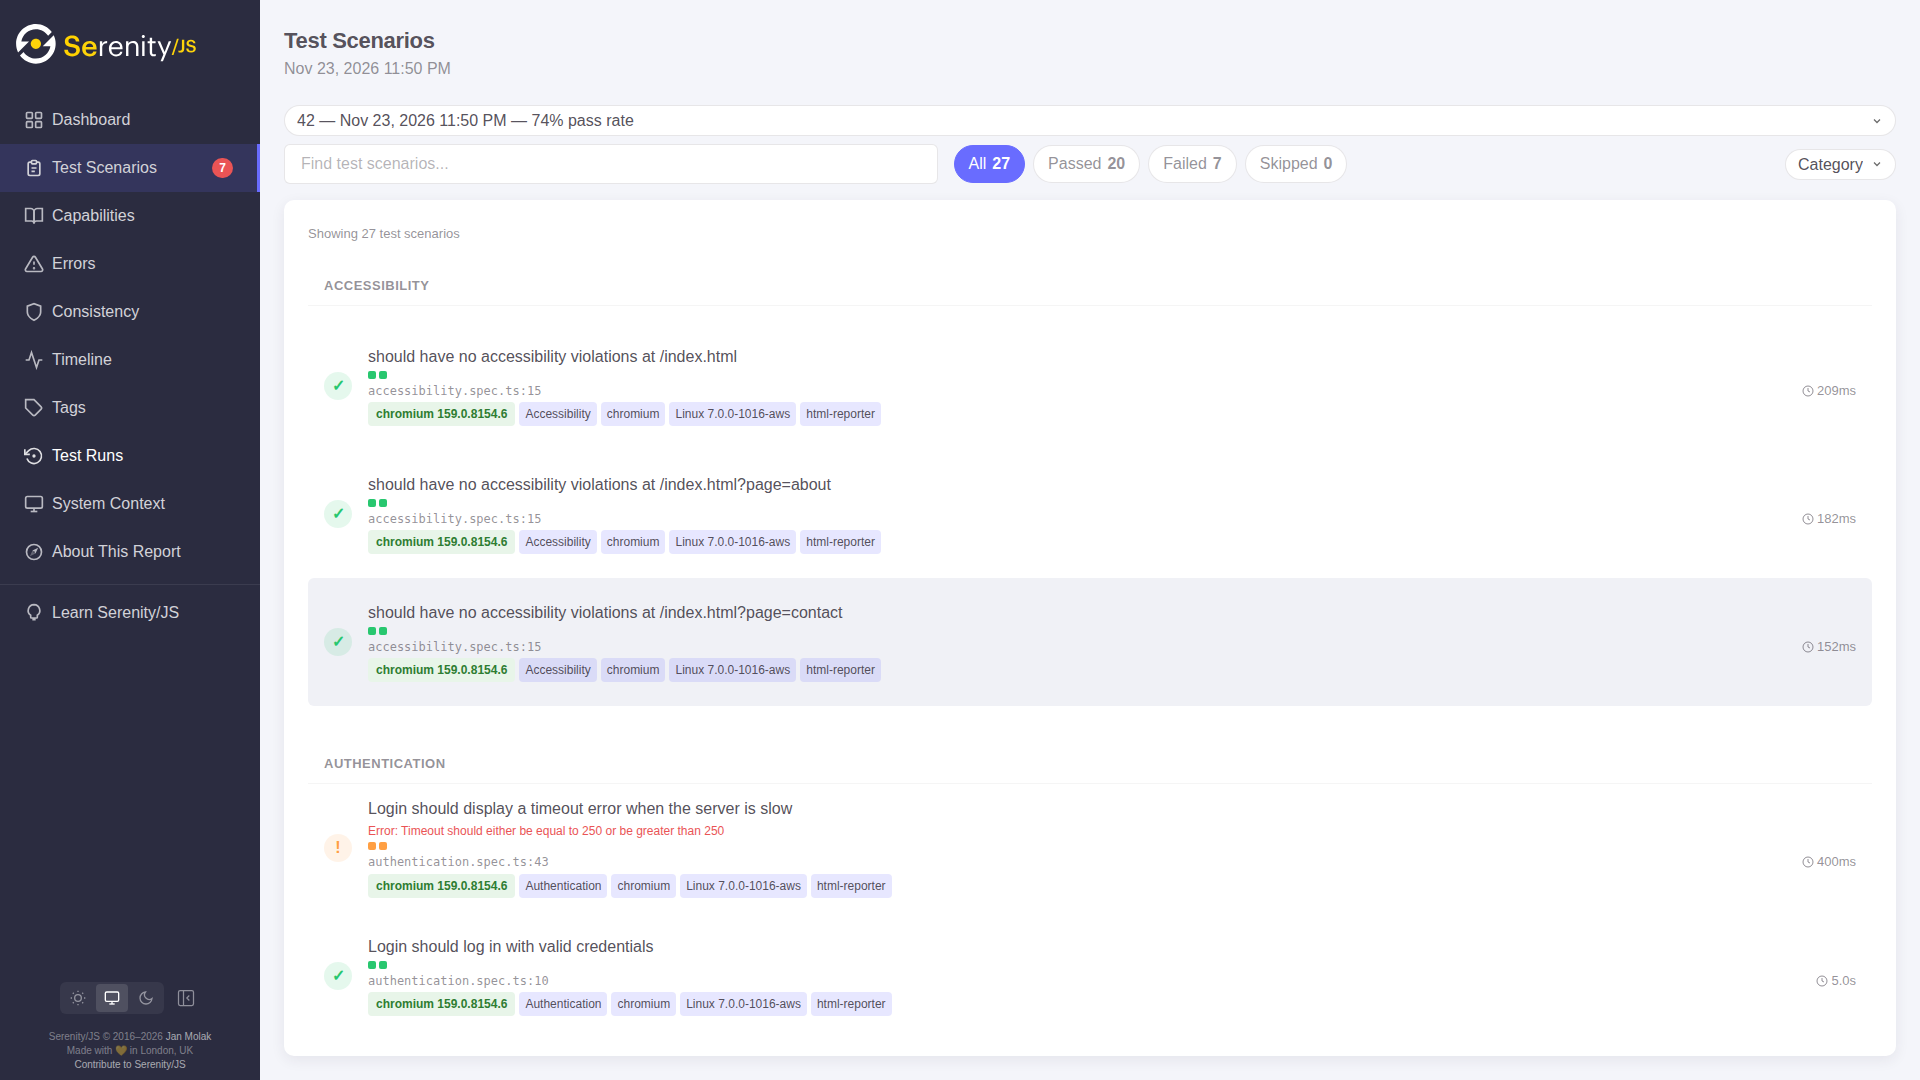 Serenity/JS
Dashboard
Test Scenarios 7
Capabilities
Errors
Consistency
Timeline
Tags
Test Runs
System Context
About This Report
Learn Serenity/JS
Serenity/JS © 2016–2026 Jan Molak
Made with 💛 in London, UK
Contribute to Serenity/JS
Test Scenarios
Nov 23, 2026 11:50 PM
42 — Nov 23, 2026 11:50 PM — 74% pass rate
Find test scenarios... All 27 Passed 20 Failed 7 Skipped 0 Category
Showing 27 test scenarios
ACCESSIBILITY
should have no accessibility violations at /index.html
✓
accessibility.spec.ts:15 209ms
chromium 159.0.8154.6 Accessibility chromium Linux 7.0.0-1016-aws html-reporter
should have no accessibility violations at /index.html?page=about
✓
accessibility.spec.ts:15 182ms
chromium 159.0.8154.6 Accessibility chromium Linux 7.0.0-1016-aws html-reporter
should have no accessibility violations at /index.html?page=contact
✓
accessibility.spec.ts:15 152ms
chromium 159.0.8154.6 Accessibility chromium Linux 7.0.0-1016-aws html-reporter
AUTHENTICATION
Login should display a timeout error when the server is slow
Error: Timeout should either be equal to 250 or be greater than 250
!
authentication.spec.ts:43 400ms
chromium 159.0.8154.6 Authentication chromium Linux 7.0.0-1016-aws html-reporter
Login should log in with valid credentials
✓
authentication.spec.ts:10 5.0s
chromium 159.0.8154.6 Authentication chromium Linux 7.0.0-1016-aws html-reporter